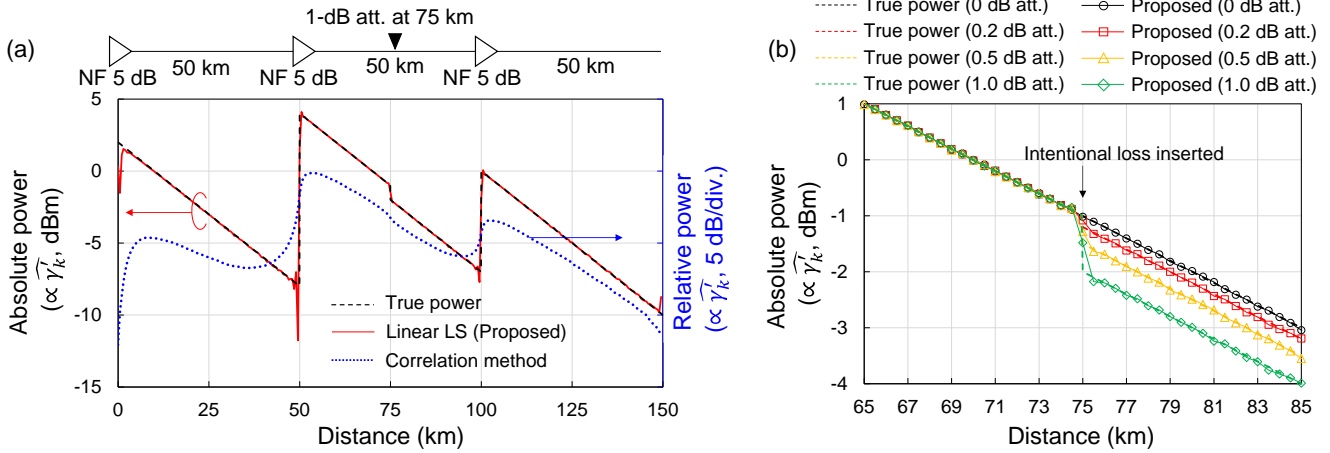 1-dB att. at 75 km
(a)
50 km
50 km
50 km
NF 5 dB
NF 5 dB
NF 5 dB
Absolute power
(∝ γ̂′k, dBm)
5
0
-5
-10
-15
True power
Linear LS (Proposed)
Correlation method
0
25
50
75
100
125
150
Distance (km)
Relative power
(∝ γ̂′k, 5 dB/div.)
True power (0 dB att.)
Proposed (0 dB att.)
(b)
True power (0.2 dB att.)
Proposed (0.2 dB att.)
True power (0.5 dB att.)
Proposed (0.5 dB att.)
True power (1.0 dB att.)
Proposed (1.0 dB att.)
Absolute power
(∝ γ̂′k, dBm)
1
0
-1
-2
-3
-4
Intentional loss inserted
65
67
69
71
73
75
77
79
81
83
85
Distance (km)